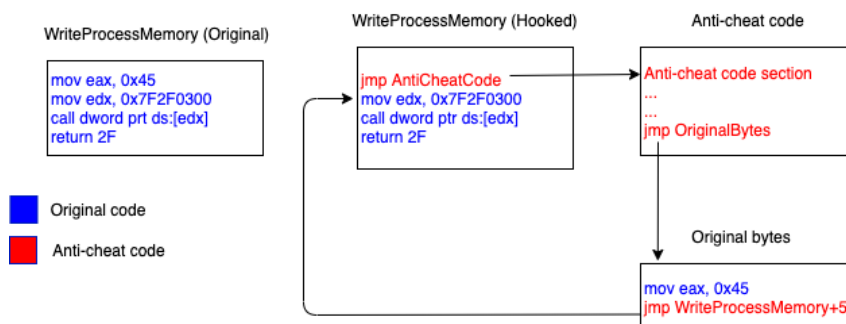 WriteProcessMemory (Original)
mov eax, 0x45
mov edx, 0x7F2F0300
call dword prt ds:[edx]
return 2F
Original code
Anti-cheat code
WriteProcessMemory (Hooked)
jmp AntiCheatCode
mov edx, 0x7F2F0300
call dword ptr ds:[edx]
return 2F
Anti-cheat code
Anti-cheat code section
...
...
jmp OriginalBytes
Original bytes
mov eax, 0x45
jmp WriteProcessMemory+5